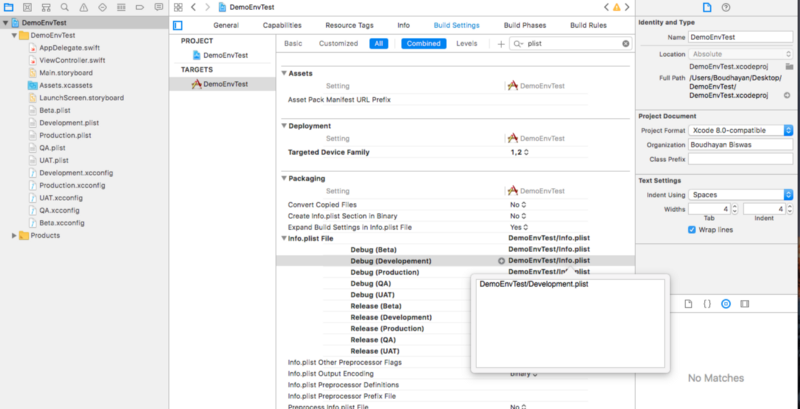 DemoEnvTest
DemoEnvTest
AppDelegate.swift
ViewController.swift
Main.storyboard
Assets.xcassets
LaunchScreen.storyboard
Beta.plist
Development.plist
Production.plist
QA.plist
UAT.plist
Development.xcconfig
Production.xcconfig
UAT.xcconfig
QA.xcconfig
Beta.xcconfig
Products
DemoEnvTest
General Capabilities Resource Tags Info Build Settings Build Phases Build Rules
PROJECT
DemoEnvTest
TARGETS
DemoEnvTest
Basic Customized All Combined Levels + plist
Assets
Setting DemoEnvTest
Asset Pack Manifest URL Prefix
Deployment
Setting DemoEnvTest
Targeted Device Family 1,2
Packaging
Setting DemoEnvTest
Convert Copied Files No
Create Info.plist Section in Binary No
Expand Build Settings in Info.plist File Yes
Info.plist File DemoEnvTest/Info.plist
Debug (Beta) DemoEnvTest/Info.plist
Debug (Developement) DemoEnvTest/Info.plist
Debug (Production) DemoEnvTest/Info.plist
Debug (QA)
Debug (UAT)
Release (Beta)
Release (Development)
Release (Production)
Release (QA)
Release (UAT)
Info.plist Other Preprocessor Flags
Info.plist Output Encoding binary
Info.plist Preprocessor Definitions
Info.plist Preprocessor Prefix File
Preprocess Info.plist File No
DemoEnvTest/Development.plist
Identity and Type
Name DemoEnvTest
Location Absolute
DemoEnvTest.xcodeproj
Full Path /Users/Boudhayan/Desktop/
DemoEnvTest/
DemoEnvTest.xcodeproj
Project Document
Project Format Xcode 8.0-compatible
Organization Boudhayan Biswas
Class Prefix
Text Settings
Indent Using Spaces
Widths 4 4
Tab Indent
Wrap lines
{ }
No Matches